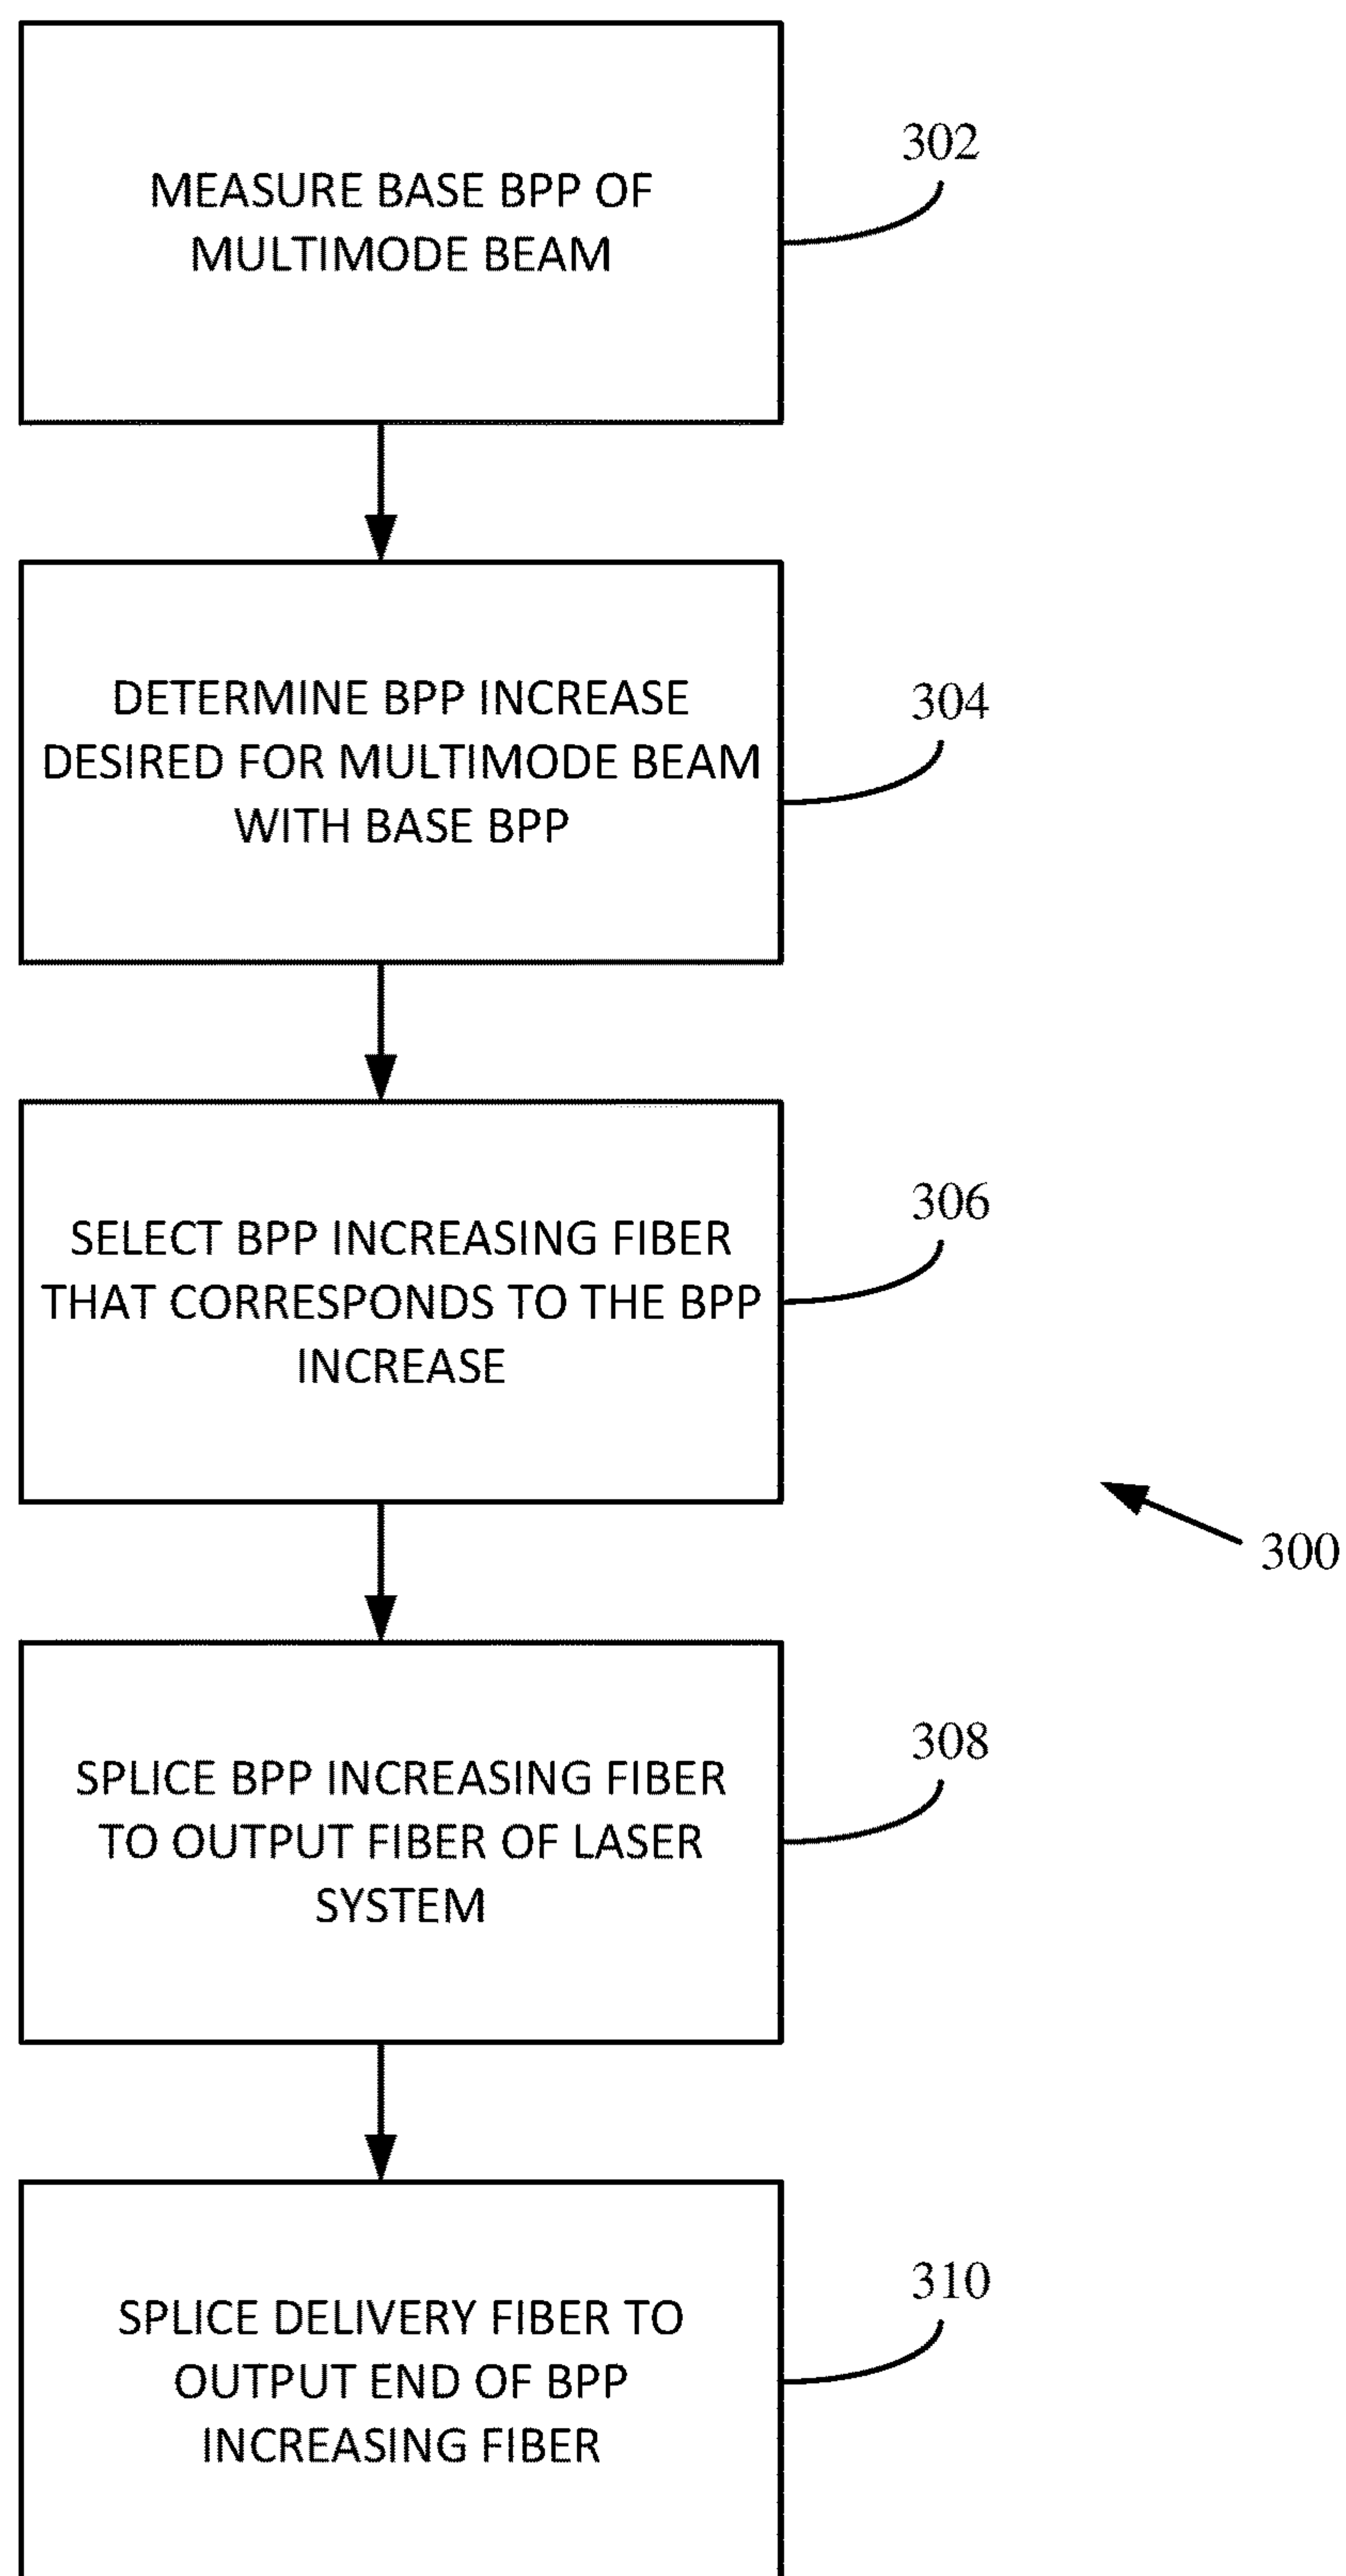 MEASURE BASE BPP OF
MULTIMODE BEAM
302
DETERMINE BPP INCREASE
DESIRED FOR MULTIMODE BEAM
WITH BASE BPP
304
SELECT BPP INCREASING FIBER
THAT CORRESPONDS TO THE BPP
INCREASE
306
300
SPLICE BPP INCREASING FIBER
TO OUTPUT FIBER OF LASER
SYSTEM
308
SPLICE DELIVERY FIBER TO
OUTPUT END OF BPP
INCREASING FIBER
310